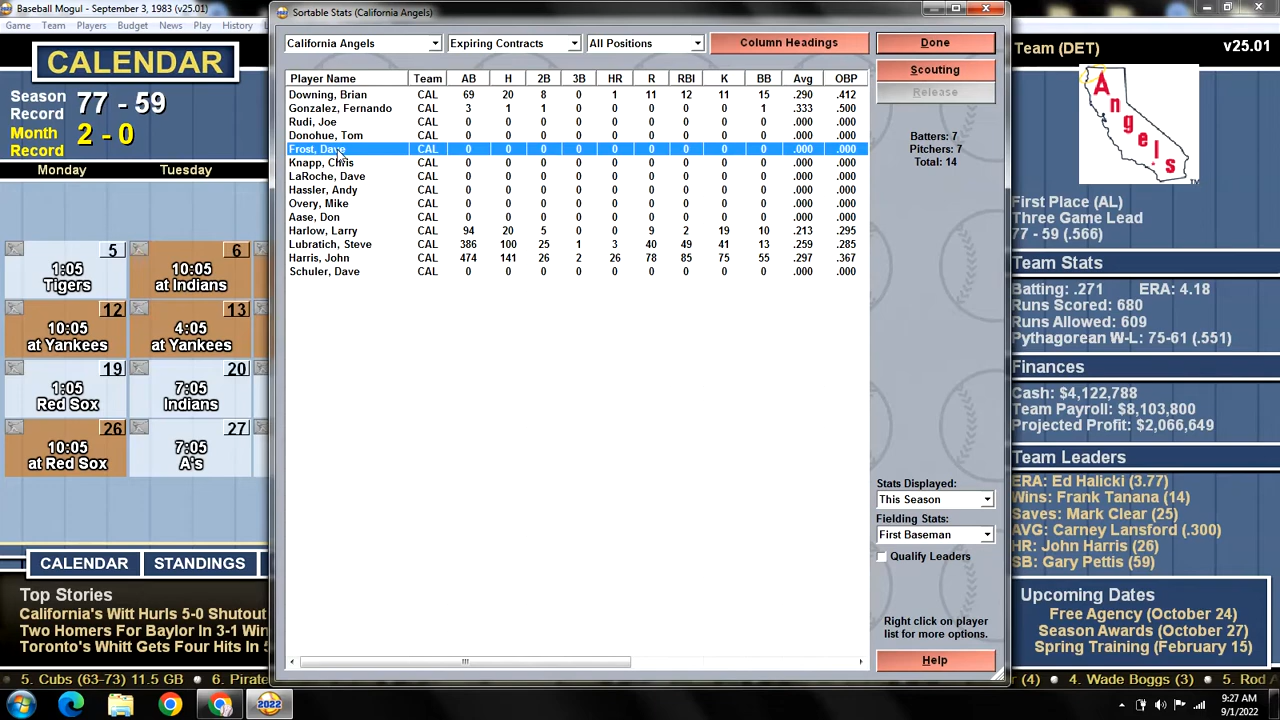 Baseball Mogul - September 3, 1983 (v25.01)
Game Team Players Budget News Play History
CALENDAR
Season Record 77 - 59
Month Record 2 - 0
Monday Tuesday
5 6
1:05 Tigers 10:05 at Indians
12 13
10:05 at Yankees 4:05 at Yankees
19 20
1:05 Red Sox 7:05 Indians
26 27
10:05 at Red Sox 7:05 A's
CALENDAR STANDINGS
Top Stories
California's Witt Hurls 5-0 Shutout
Two Homers For Baylor In 3-1 Win
Toronto's Whitt Gets Four Hits In 5
Sortable Stats (California Angels)
California Angels Expiring Contracts All Positions Column Headings Done
Player Name Team AB H 2B 3B HR R RBI K BB Avg OBP
Downing, Brian CAL 69 20 8 0 1 11 12 11 15 .290 .412
Gonzalez, Fernando CAL 3 1 1 0 0 0 0 0 1 .333 .500
Rudi, Joe CAL 0 0 0 0 0 0 0 0 0 .000 .000
Donohue, Tom CAL 0 0 0 0 0 0 0 0 0 .000 .000
Frost, Dave CAL 0 0 0 0 0 0 0 0 0 .000 .000
Knapp, Chris CAL 0 0 0 0 0 0 0 0 0 .000 .000
LaRoche, Dave CAL 0 0 0 0 0 0 0 0 0 .000 .000
Hassler, Andy CAL 0 0 0 0 0 0 0 0 0 .000 .000
Overy, Mike CAL 0 0 0 0 0 0 0 0 0 .000 .000
Aase, Don CAL 0 0 0 0 0 0 0 0 0 .000 .000
Harlow, Larry CAL 94 20 5 0 0 9 2 19 10 .213 .295
Lubratich, Steve CAL 386 100 25 1 3 40 49 41 13 .259 .285
Harris, John CAL 474 141 26 2 26 78 85 75 55 .297 .367
Schuler, Dave CAL 0 0 0 0 0 0 0 0 0 .000 .000
Scouting
Release
Batters: 7
Pitchers: 7
Total: 14
Stats Displayed:
This Season
Fielding Stats:
First Baseman
Qualify Leaders
Right click on player
list for more options.
Help
Team (DET) v25.01
Angels
TM
First Place (AL)
Three Game Lead
77 - 59 (.566)
Team Stats
Batting: .271 ERA: 4.18
Runs Scored: 680
Runs Allowed: 609
Pythagorean W-L: 75-61 (.551)
Finances
Cash: $4,122,788
Team Payroll: $8,103,800
Projected Profit: $2,066,649
Team Leaders
ERA: Ed Halicki (3.77)
Wins: Frank Tanana (14)
Saves: Mark Clear (25)
AVG: Carney Lansford (.300)
HR: John Harris (26)
SB: Gary Pettis (59)
Upcoming Dates
Free Agency (October 24)
Season Awards (October 27)
Spring Training (February 15)
5. Cubs (63-73) 11.5 GB 6. Pirate (4) 4. Wade Boggs (3) 5. Rod
9:27 AM
9/1/2022